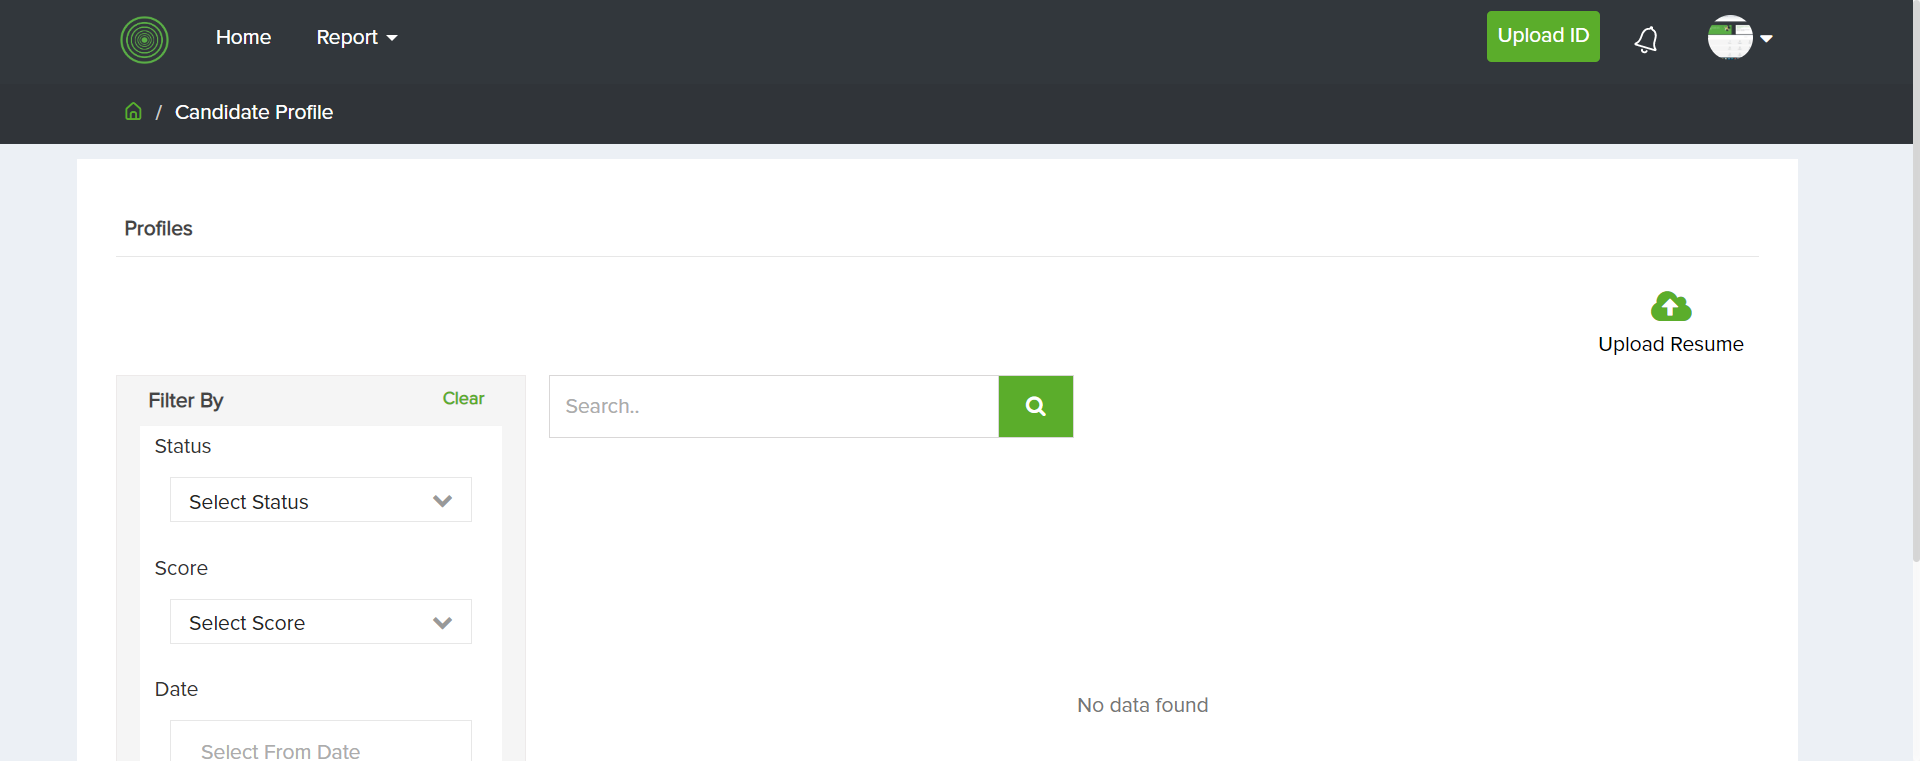 Home
Report
Upload ID
/ Candidate Profile
Profiles
Upload Resume
Filter By
Clear
Search..
Status
Select Status
Score
Select Score
Date
Select From Date
No data found